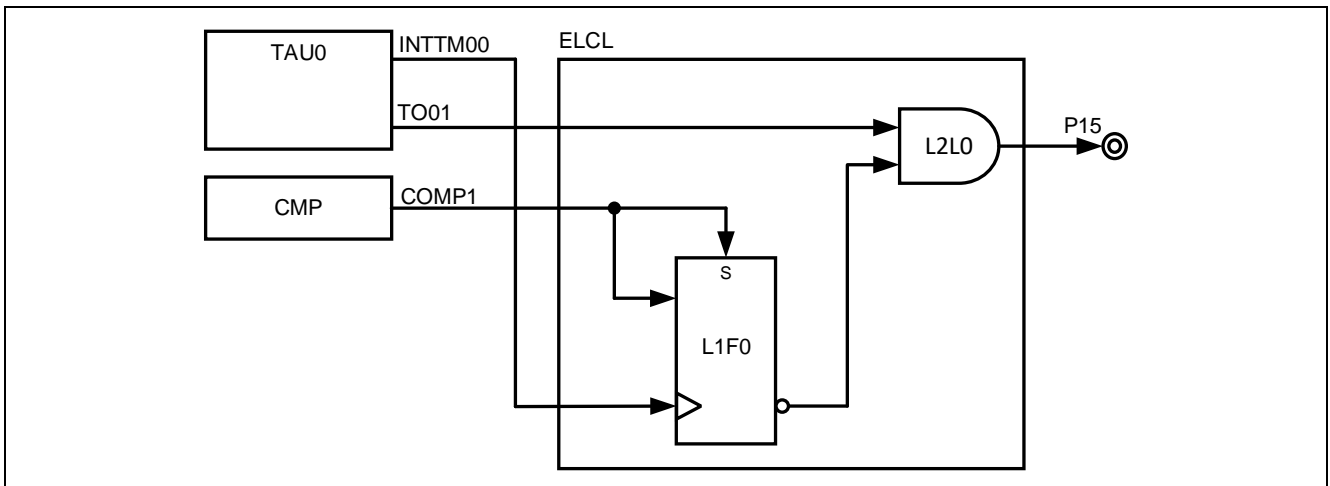 TAU0
INTTM00
TO01
CMP
COMP1
ELCL
S
L1F0
L2L0
P15